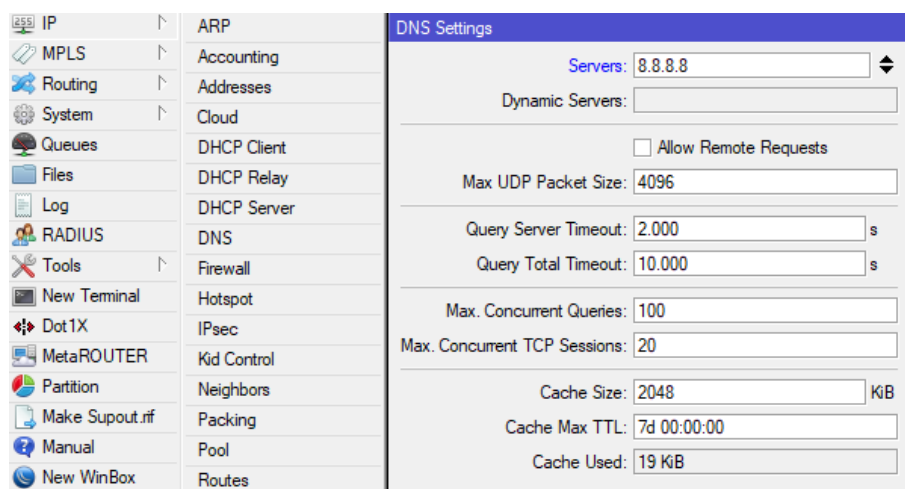 255 IP
MPLS
Routing
System
Queues
Files
Log
RADIUS
Tools
New Terminal
Dot1X
MetaROUTER
Partition
Make Supout.rif
Manual
New WinBox
ARP
Accounting
Addresses
Cloud
DHCP Client
DHCP Relay
DHCP Server
DNS
Firewall
Hotspot
IPsec
Kid Control
Neighbors
Packing
Pool
Routes
DNS Settings
Servers: 8.8.8.8
Dynamic Servers:
Allow Remote Requests
Max UDP Packet Size: 4096
Query Server Timeout: 2.000 s
Query Total Timeout: 10.000 s
Max. Concurrent Queries: 100
Max. Concurrent TCP Sessions: 20
Cache Size: 2048 KiB
Cache Max TTL: 7d 00:00:00
Cache Used: 19 KiB